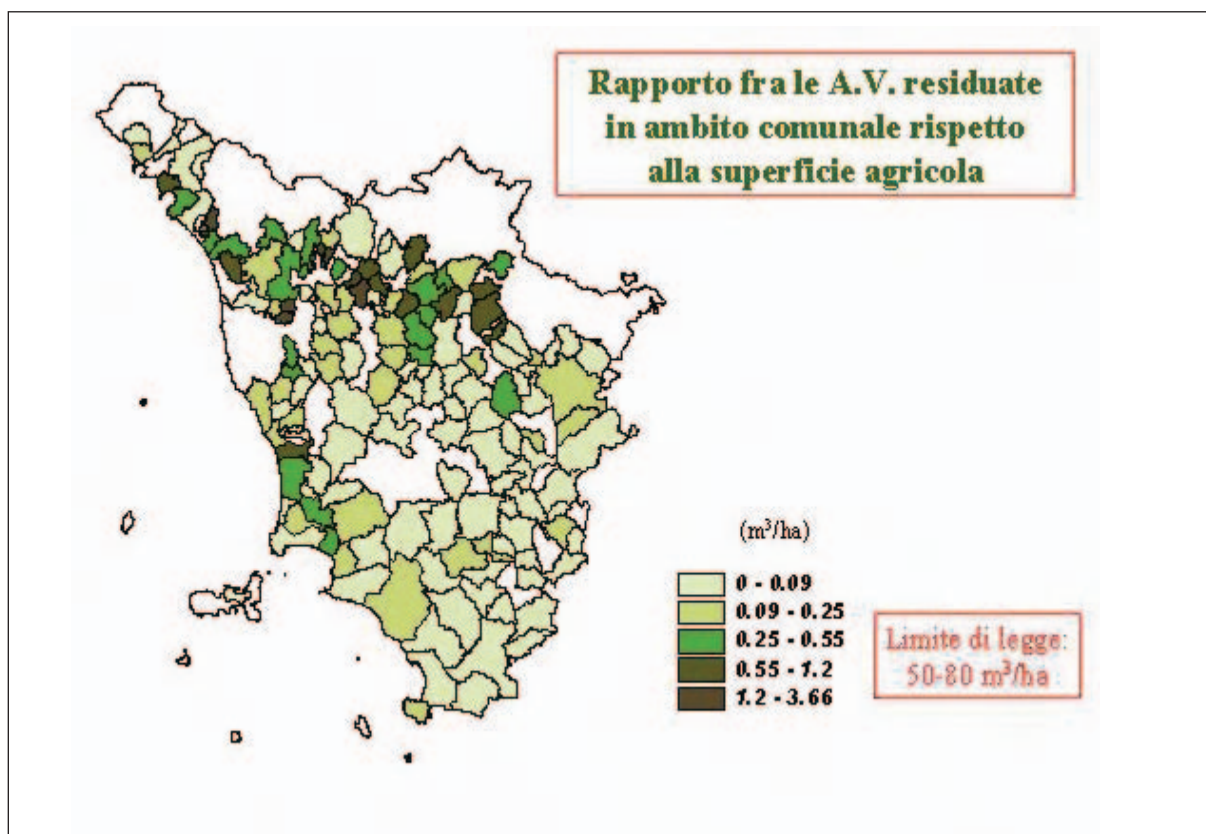 Rapporto fra le A.V. residuate
in ambito comunale rispetto
alla superficie agricola
(m³/ha)
0 - 0.09
0.09 - 0.25
0.25 - 0.55
0.55 - 1.2
1.2 - 3.66
Limite di legge:
50-80 m³/ha